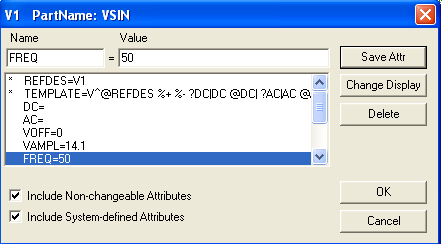 V1 PartName: VSIN
Name Value
FREQ = 50
Save Attr
* REFDES=V1
* TEMPLATE=V^@REFDES %+ %- ?DC|DC @DC| ?AC|AC @
Change Display
DC=
AC=
Delete
VOFF=0
VAMPL=14.1
FREQ=50
Include Non-changeable Attributes
OK
Include System-defined Attributes
Cancel